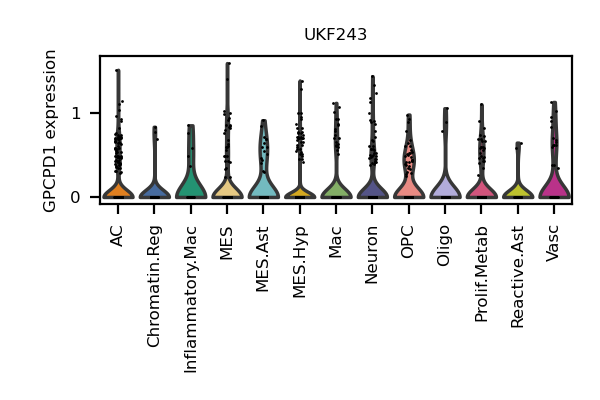 UKF243
GPCPD1 expression
1
0
AC
Chromatin.Reg
Inflammatory.Mac
MES
MES.Ast
MES.Hyp
Mac
Neuron
OPC
Oligo
Prolif.Metab
Reactive.Ast
Vasc